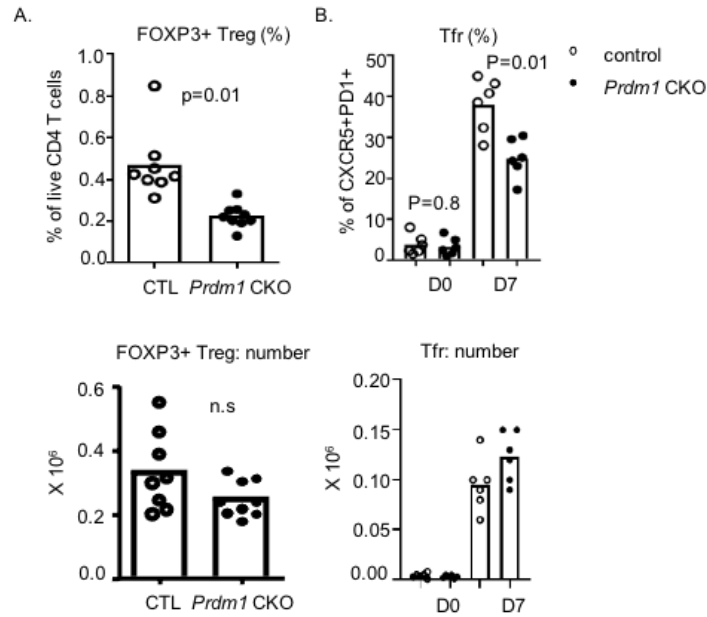 A.
FOXP3+ Treg (%)
% of live CD4 T cells
1.0
0.8
0.6
0.4
0.2
0.0
p=0.01
CTL Prdm1 CKO
B.
Tfr (%)
% of CXCR5+PD1+
50
40
30
20
10
0
P=0.01
P=0.8
D0 D7
control
Prdm1 CKO
FOXP3+ Treg: number
X 10⁶
0.6
0.4
0.2
0.0
n.s
CTL Prdm1 CKO
Tfr: number
X 10⁶
0.20
0.15
0.10
0.05
0.00
D0 D7